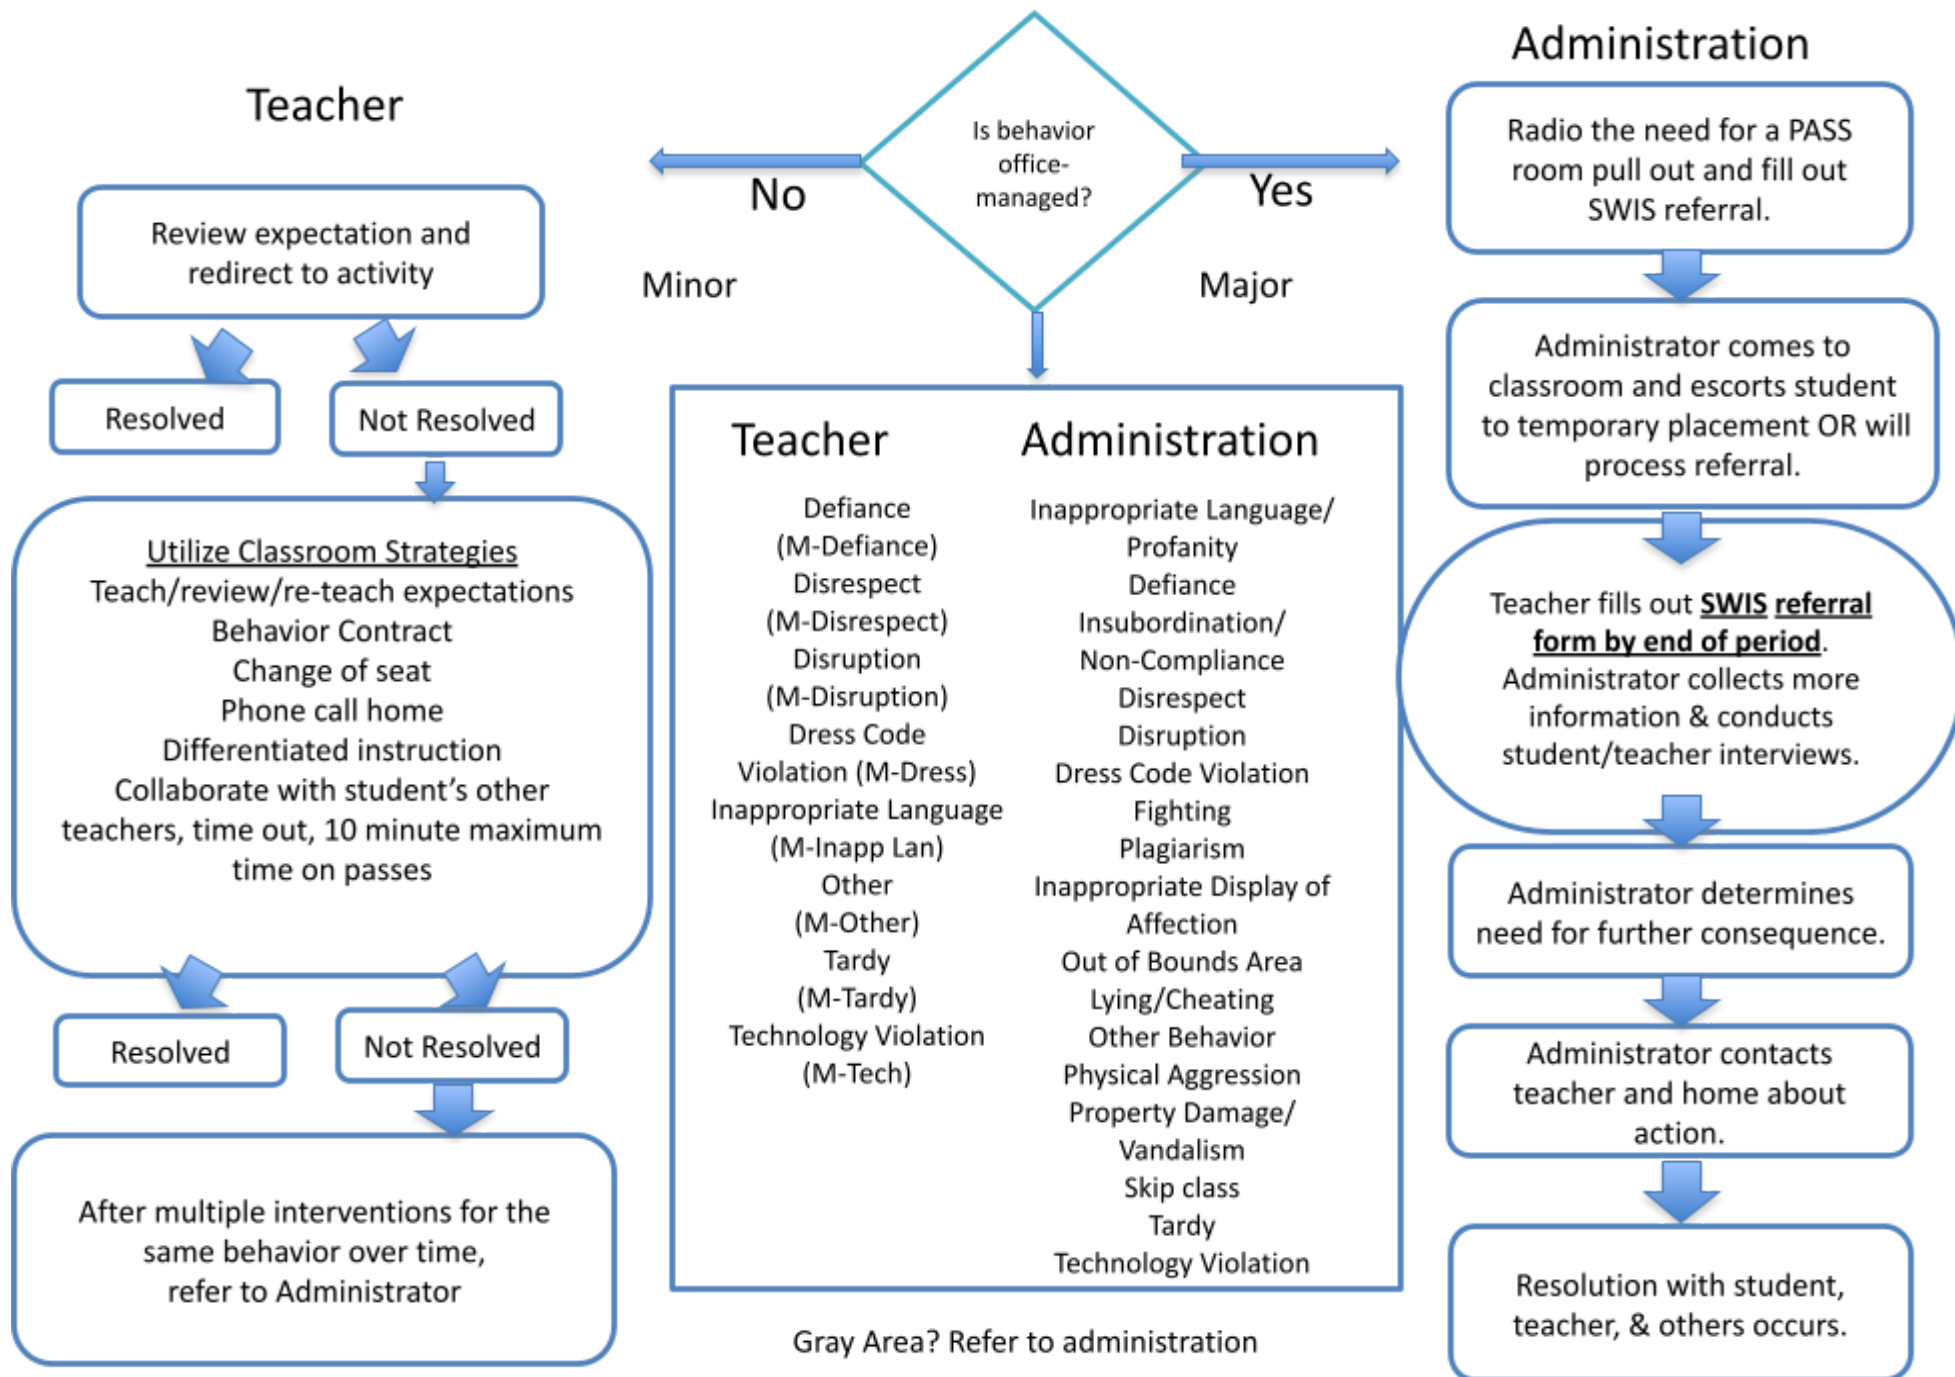 Teacher
Review expectation and
redirect to activity
Resolved
Not Resolved
Utilize Classroom Strategies
Teach/review/re-teach expectations
Behavior Contract
Change of seat
Phone call home
Differentiated instruction
Collaborate with student’s other
teachers, time out, 10 minute maximum
time on passes
Resolved
Not Resolved
After multiple interventions for the
same behavior over time,
refer to Administrator
Is behavior
office-
managed?
No
Yes
Minor
Major
Teacher
Defiance
(M-Defiance)
Disrespect
(M-Disrespect)
Disruption
(M-Disruption)
Dress Code
Violation (M-Dress)
Inappropriate Language
(M-Inapp Lan)
Other
(M-Other)
Tardy
(M-Tardy)
Technology Violation
(M-Tech)
Administration
Inappropriate Language/
Profanity
Defiance
Insubordination/
Non-Compliance
Disrespect
Disruption
Dress Code Violation
Fighting
Plagiarism
Inappropriate Display of
Affection
Out of Bounds Area
Lying/Cheating
Other Behavior
Physical Aggression
Property Damage/
Vandalism
Skip class
Tardy
Technology Violation
Gray Area? Refer to administration
Administration
Radio the need for a PASS
room pull out and fill out
SWIS referral.
Administrator comes to
classroom and escorts student
to temporary placement OR will
process referral.
Teacher fills out SWIS referral
form by end of period.
Administrator collects more
information & conducts
student/teacher interviews.
Administrator determines
need for further consequence.
Administrator contacts
teacher and home about
action.
Resolution with student,
teacher, & others occurs.